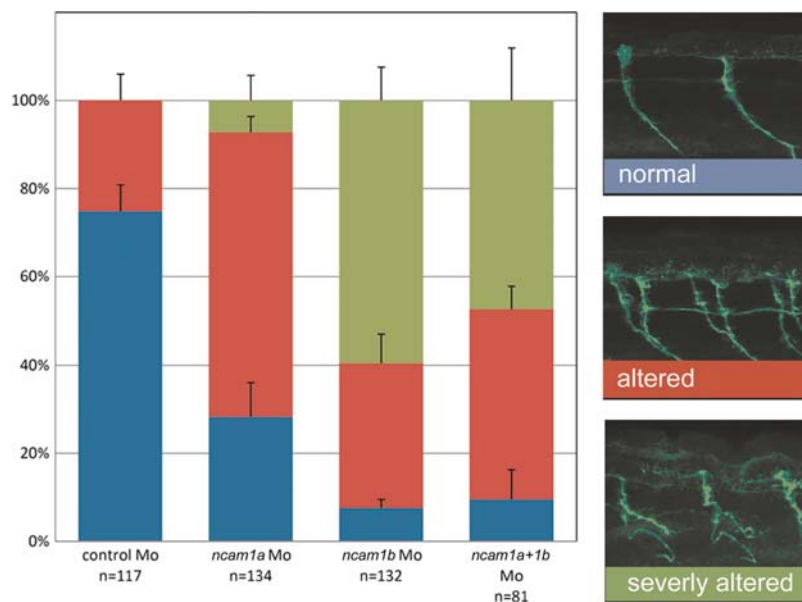 100%
80%
60%
40%
20%
0%
control Mo
n=117
ncam1a Mo
n=134
ncam1b Mo
n=132
ncam1a+1b
Mo
n=81
normal
altered
severly altered